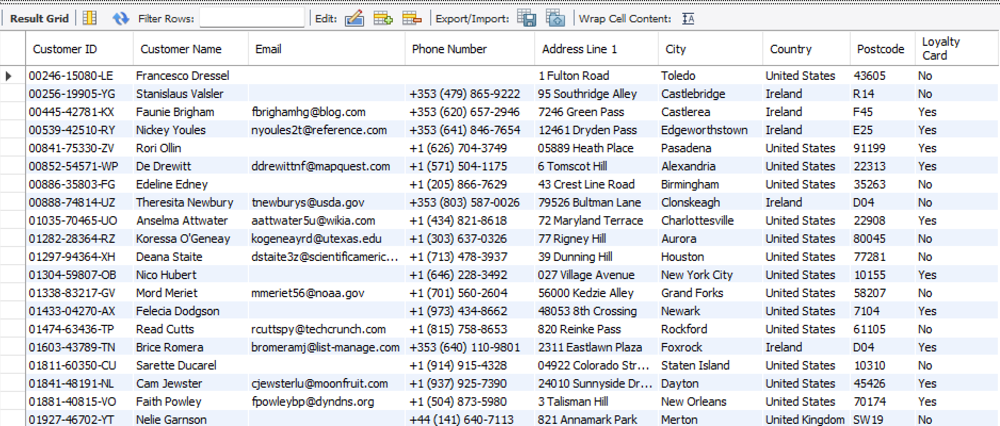 Result Grid Filter Rows: Edit: Export/Import: Wrap Cell Content: IA
Customer ID Customer Name Email Phone Number Address Line 1 City Country Postcode Loyalty Card
00246-15080-LE Francesco Dressel 1 Fulton Road Toledo United States 43605 No
00256-19905-YG Stanislaus Valsler +353 (479) 865-9222 95 Southridge Alley Castlebridge Ireland R14 No
00445-42781-KX Faunie Brigham fbrighamhg@blog.com +353 (620) 657-2946 7246 Green Pass Castlerea Ireland F45 Yes
00539-42510-RY Nickey Youles nyoules2t@reference.com +353 (641) 846-7654 12461 Dryden Pass Edgeworthstown Ireland E25 Yes
00841-75330-ZV Rori Ollin +1 (626) 704-3749 05889 Heath Place Pasadena United States 91199 Yes
00852-54571-WP De Drewitt ddrewittnf@mapquest.com +1 (571) 504-1175 6 Tomscot Hill Alexandria United States 22313 Yes
00886-35803-FG Edeline Edney +1 (205) 866-7629 43 Crest Line Road Birmingham United States 35263 No
00888-74814-UZ Theresita Newbury tnewburys@usda.gov +353 (803) 587-0026 79526 Bultman Lane Clonskeagh Ireland D04 No
01035-70465-UO Anselma Attwater aattwater5u@wikia.com +1 (434) 821-8618 72 Maryland Terrace Charlottesville United States 22908 Yes
01282-28364-RZ Koressa O'Geneay kogeneayrd@utexas.edu +1 (303) 637-0326 77 Rigney Hill Aurora United States 80045 No
01297-94364-XH Deana Staite dstaite3z@scientificameric... +1 (713) 478-3937 39 Dunning Hill Houston United States 77281 No
01304-59807-OB Nico Hubert +1 (646) 228-3492 027 Village Avenue New York City United States 10155 Yes
01338-83217-GV Mord Meriet mmeriet56@noaa.gov +1 (701) 560-2604 56000 Kedzie Alley Grand Forks United States 58207 No
01433-04270-AX Felecia Dodgson +1 (973) 434-8662 48053 8th Crossing Newark United States 7104 Yes
01474-63436-TP Read Cutts rcuttspy@techcrunch.com +1 (815) 758-8653 820 Reinke Pass Rockford United States 61105 No
01603-43789-TN Brice Romera bromeramj@list-manage.com +353 (640) 110-9801 2311 Eastlawn Plaza Foxrock Ireland D04 Yes
01811-60350-CU Sarette Ducarel +1 (914) 915-4328 04922 Colorado Str... Staten Island United States 10310 No
01841-48191-NL Cam Jewster cjewsterlu@moonfruit.com +1 (937) 925-7390 24010 Sunnyside Dr... Dayton United States 45426 Yes
01881-40815-VO Faith Powley fpowleybp@dyndns.org +1 (504) 873-5980 3 Talisman Hill New Orleans United States 70174 Yes
01927-46702-YT Nelie Garnson +44 (141) 640-7113 821 Annamark Park Merton United Kingdom SW19 No